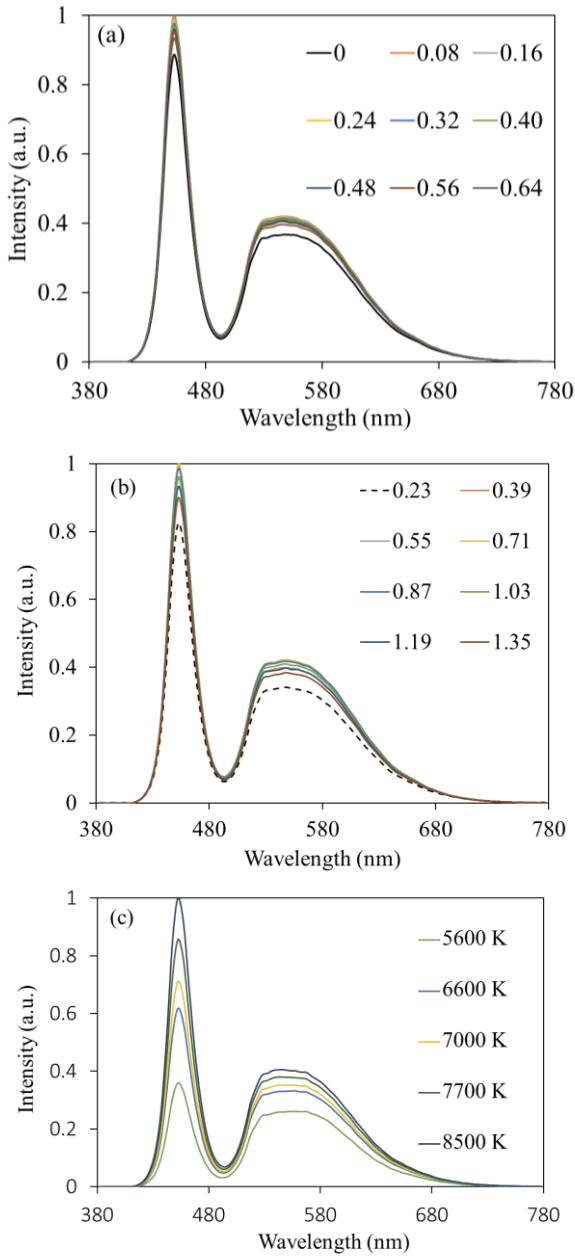 (a)
1
0.8
0.6
0.4
0.2
0
Intensity (a.u.)
0 0.08 0.16
0.24 0.32 0.40
0.48 0.56 0.64
380 480 580 680 780
Wavelength (nm)
(b)
1
0.8
0.6
0.4
0.2
0
Intensity (a.u.)
0.23 0.39
0.55 0.71
0.87 1.03
1.19 1.35
380 480 580 680 780
Wavelength (nm)
(c)
1
0.8
0.6
0.4
0.2
0
Intensity (a.u.)
5600 K
6600 K
7000 K
7700 K
8500 K
380 480 580 680 780
Wavelength (nm)